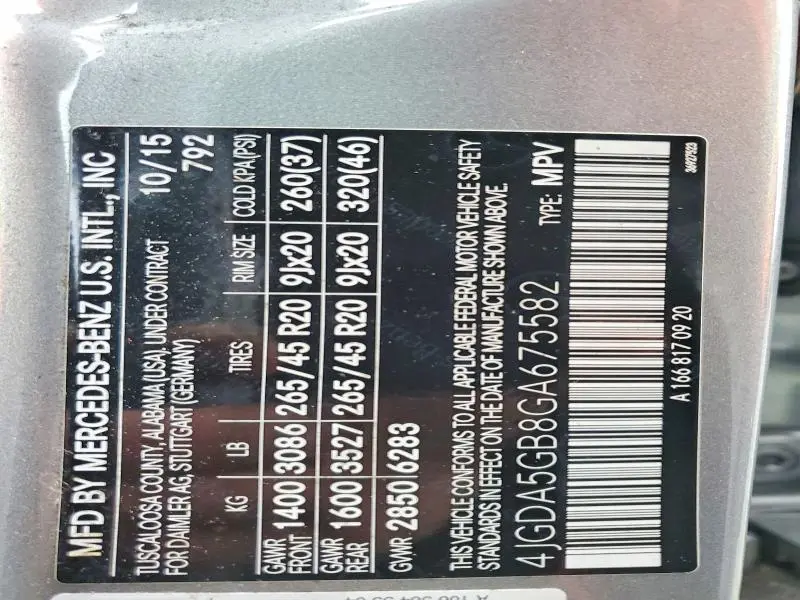 MFD BY MERCEDES-BENZ U.S. INTL., INC
TUSCALOOSA COUNTY, ALABAMA (USA), UNDER CONTRACT 10/15
FOR DAIMLER AG, STUTTGART (GERMANY) 792
KG LB TIRES RIM SIZE COLD KPA(PSI)
GAWR FRONT 1400 3086 265/45 R20 9Jx20 260(37)
GAWR REAR 1600 3527 265/45 R20 9Jx20 320(46)
GVWR 2850 6283
THIS VEHICLE CONFORMS TO ALL APPLICABLE FEDERAL MOTOR VEHICLE SAFETY
STANDARDS IN EFFECT ON THE DATE OF MANUFACTURE SHOWN ABOVE.
4JGDA5GB8GA675582 TYPE: MPV
A 166 817 09 20 36927923